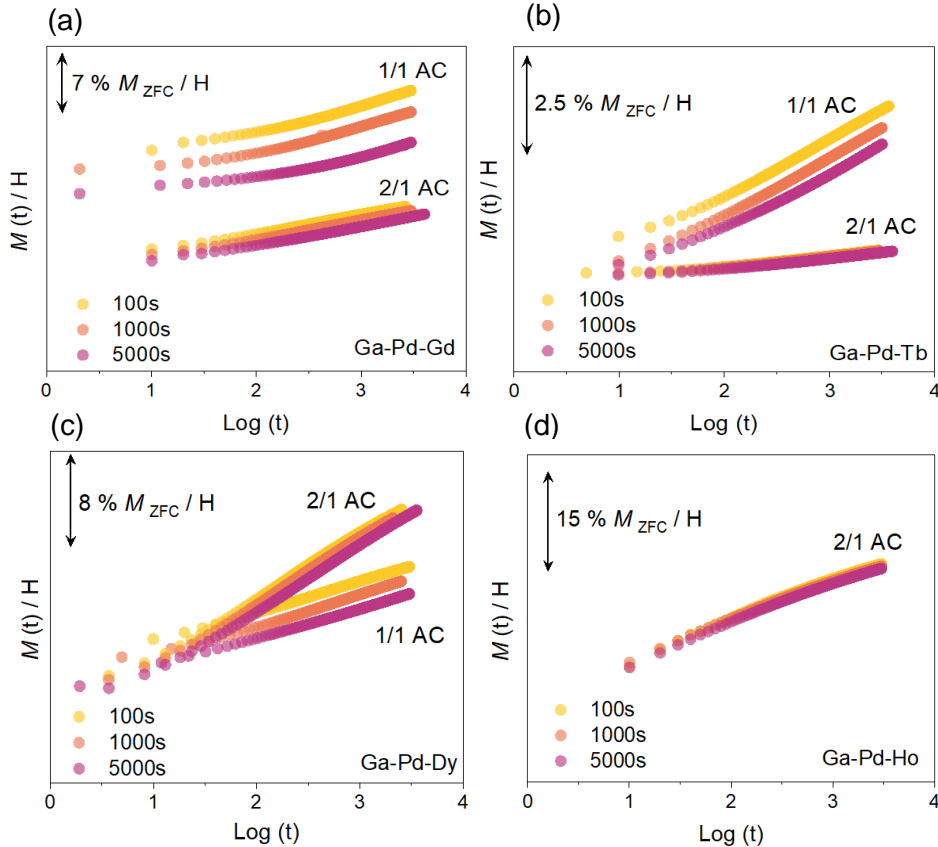 (a)
7 % M ZFC / H
1/1 AC
2/1 AC
100s
1000s
5000s
Ga-Pd-Gd
M (t) / H
0 1 2 3 4
Log (t)
(b)
2.5 % M ZFC / H
1/1 AC
2/1 AC
100s
1000s
5000s
Ga-Pd-Tb
M (t) / H
0 1 2 3 4
Log (t)
(c)
8 % M ZFC / H
2/1 AC
1/1 AC
100s
1000s
5000s
Ga-Pd-Dy
M (t) / H
0 1 2 3 4
Log (t)
(d)
15 % M ZFC / H
2/1 AC
100s
1000s
5000s
Ga-Pd-Ho
M (t) / H
0 1 2 3 4
Log (t)